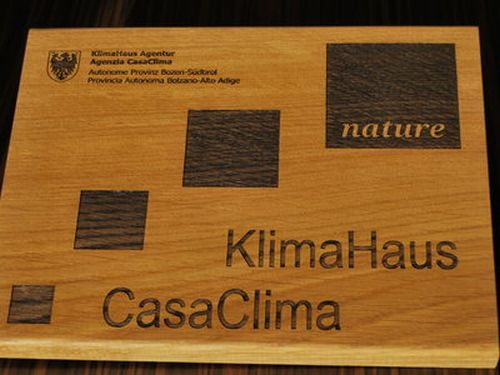 KlimaHaus Agentur
Agenzia CasaClima
Autonome Provinz Bozen-Südtirol
Provincia Autonoma Bolzano-Alto Adige
nature
KlimaHaus
CasaClima